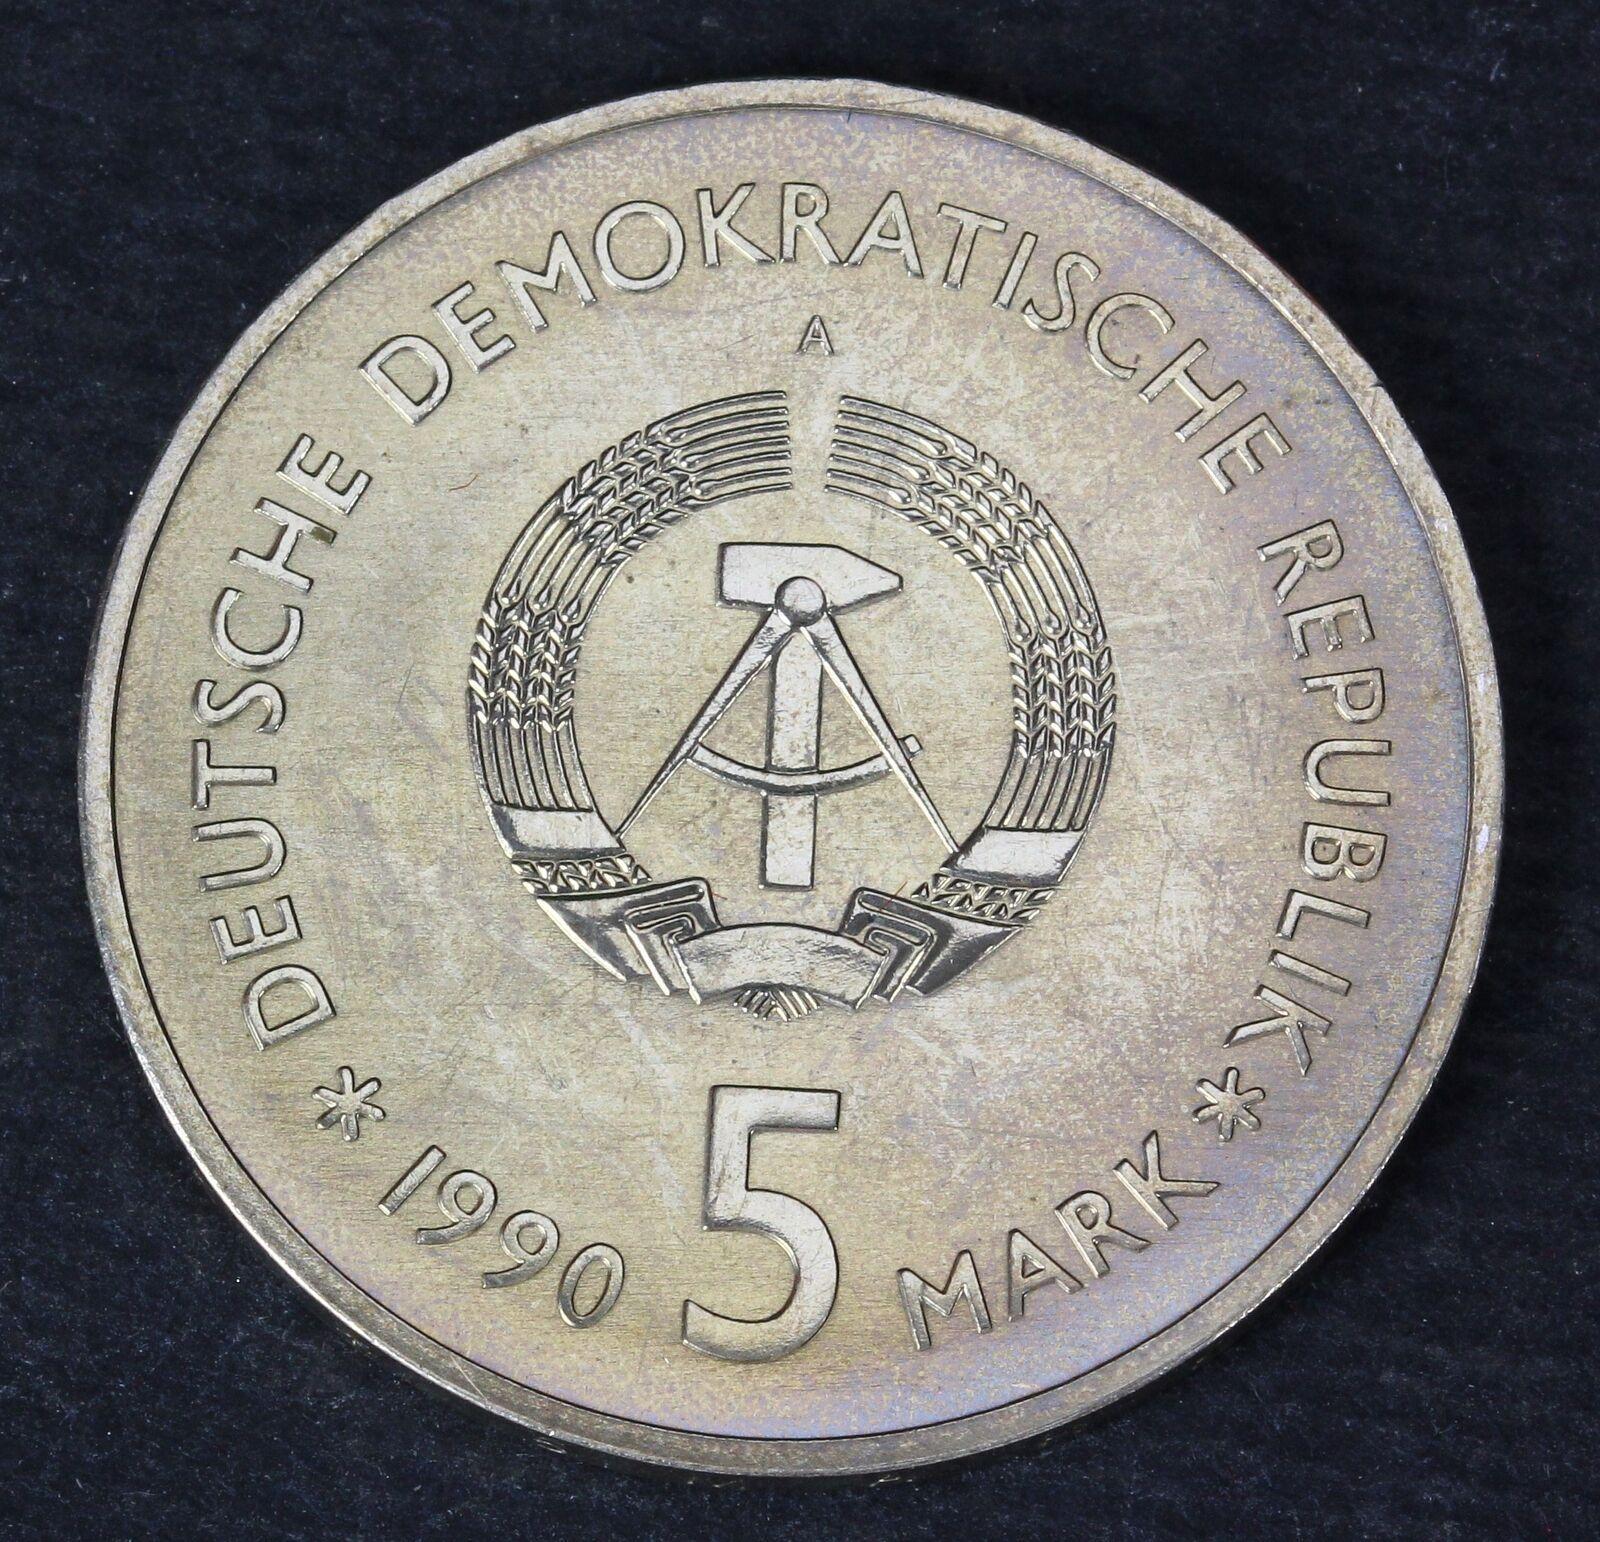 DEUTSCHE DEMOKRATISCHE REPUBLIK
A
* 1990 5 MARK *